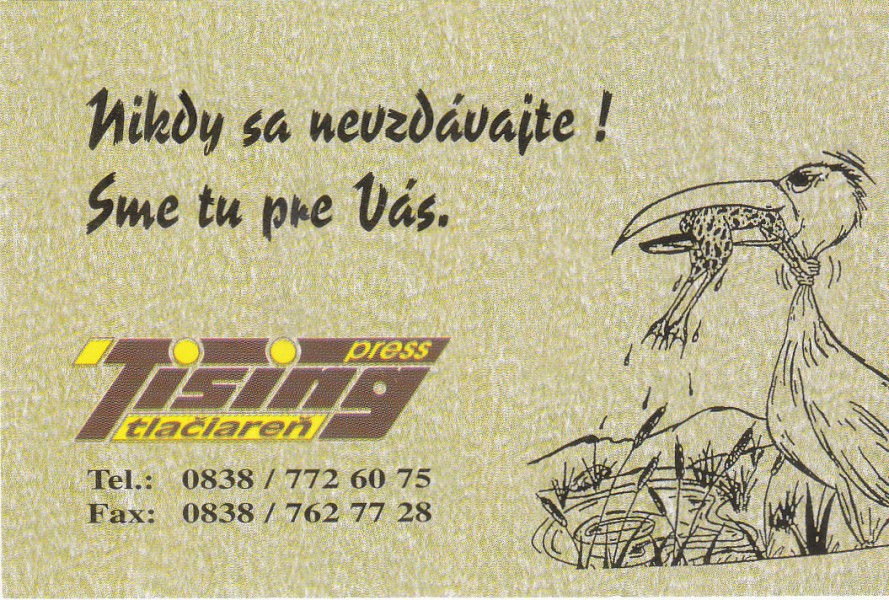 Nikdy sa nevzdávajte !
Sme tu pre Vás.
press
Tising
tlačiareň
Tel.: 0838 / 772 60 75
Fax: 0838 / 762 77 28